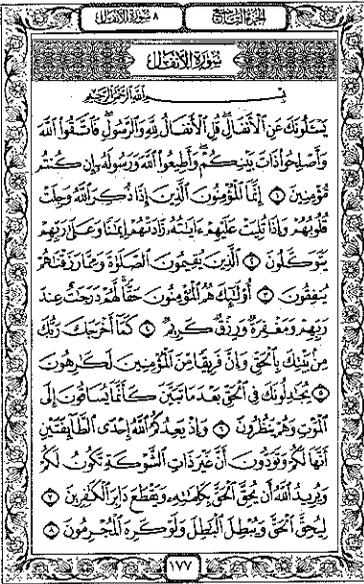 الجزء التاسع
٨ سورة الأنفال
سُورَةُ الأَنفَال
بِسْمِ اللَّهِ الرَّحْمَٰنِ الرَّحِيمِ
يَسْـَٔلُونَكَ عَنِ ٱلْأَنفَالِ قُلِ ٱلْأَنفَالُ لِلَّهِ وَٱلرَّسُولِ فَٱتَّقُوا۟ ٱللَّهَ
وَأَصْلِحُوا۟ ذَاتَ بَيْنِكُمْ وَأَطِيعُوا۟ ٱللَّهَ وَرَسُولَهُۥٓ إِن كُنتُم
مُّؤْمِنِينَ ١ إِنَّمَا ٱلْمُؤْمِنُونَ ٱلَّذِينَ إِذَا ذُكِرَ ٱللَّهُ وَجِلَتْ
قُلُوبُهُمْ وَإِذَا تُلِيَتْ عَلَيْهِمْ ءَايَٰتُهُۥ زَادَتْهُمْ إِيمَٰنًا وَعَلَىٰ رَبِّهِمْ
يَتَوَكَّلُونَ ٢ ٱلَّذِينَ يُقِيمُونَ ٱلصَّلَوٰةَ وَمِمَّا رَزَقْنَٰهُمْ
يُنفِقُونَ ٣ أُو۟لَٰٓئِكَ هُمُ ٱلْمُؤْمِنُونَ حَقًّا لَّهُمْ دَرَجَٰتٌ عِندَ
رَبِّهِمْ وَمَغْفِرَةٌ وَرِزْقٌ كَرِيمٌ ٤ كَمَآ أَخْرَجَكَ رَبُّكَ
مِنۢ بَيْتِكَ بِٱلْحَقِّ وَإِنَّ فَرِيقًا مِّنَ ٱلْمُؤْمِنِينَ لَكَٰرِهُونَ
٥ يُجَٰدِلُونَكَ فِى ٱلْحَقِّ بَعْدَ مَا تَبَيَّنَ كَأَنَّمَا يُسَاقُونَ إِلَى
ٱلْمَوْتِ وَهُمْ يَنظُرُونَ ٦ وَإِذْ يَعِدُكُمُ ٱللَّهُ إِحْدَى ٱلطَّآئِفَتَيْنِ
أَنَّهَا لَكُمْ وَتَوَدُّونَ أَنَّ غَيْرَ ذَاتِ ٱلشَّوْكَةِ تَكُونُ لَكُمْ
وَيُرِيدُ ٱللَّهُ أَن يُحِقَّ ٱلْحَقَّ بِكَلِمَٰتِهِۦ وَيَقْطَعَ دَابِرَ ٱلْكَٰفِرِينَ ٧
لِيُحِقَّ ٱلْحَقَّ وَيُبْطِلَ ٱلْبَٰطِلَ وَلَوْ كَرِهَ ٱلْمُجْرِمُونَ ٨
١٧٧